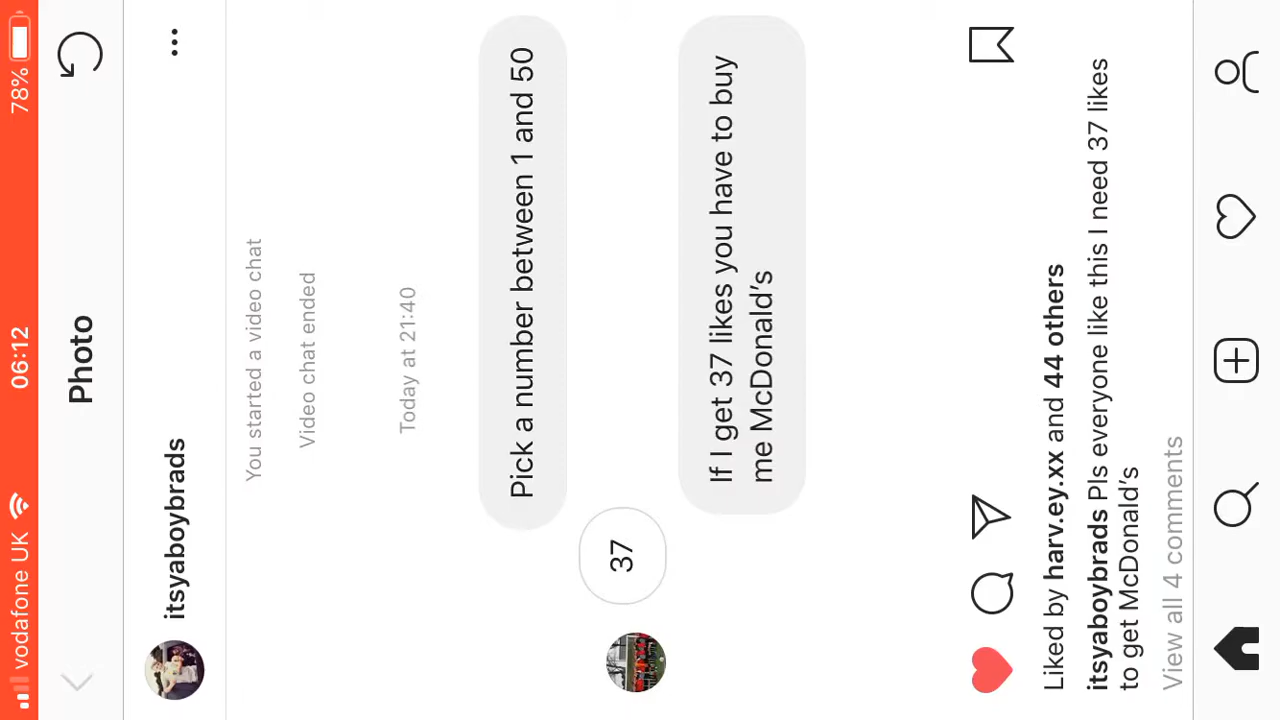 vodafone UK 06:12 78%
Photo
itsyaboybrads
You started a video chat
Video chat ended
Today at 21:40
Pick a number between 1 and 50
37
If I get 37 likes you have to buy
me McDonald's
Liked by harv.ey.xx and 44 others
itsyaboybrads Pls everyone like this I need 37 likes
to get McDonald's
View all 4 comments